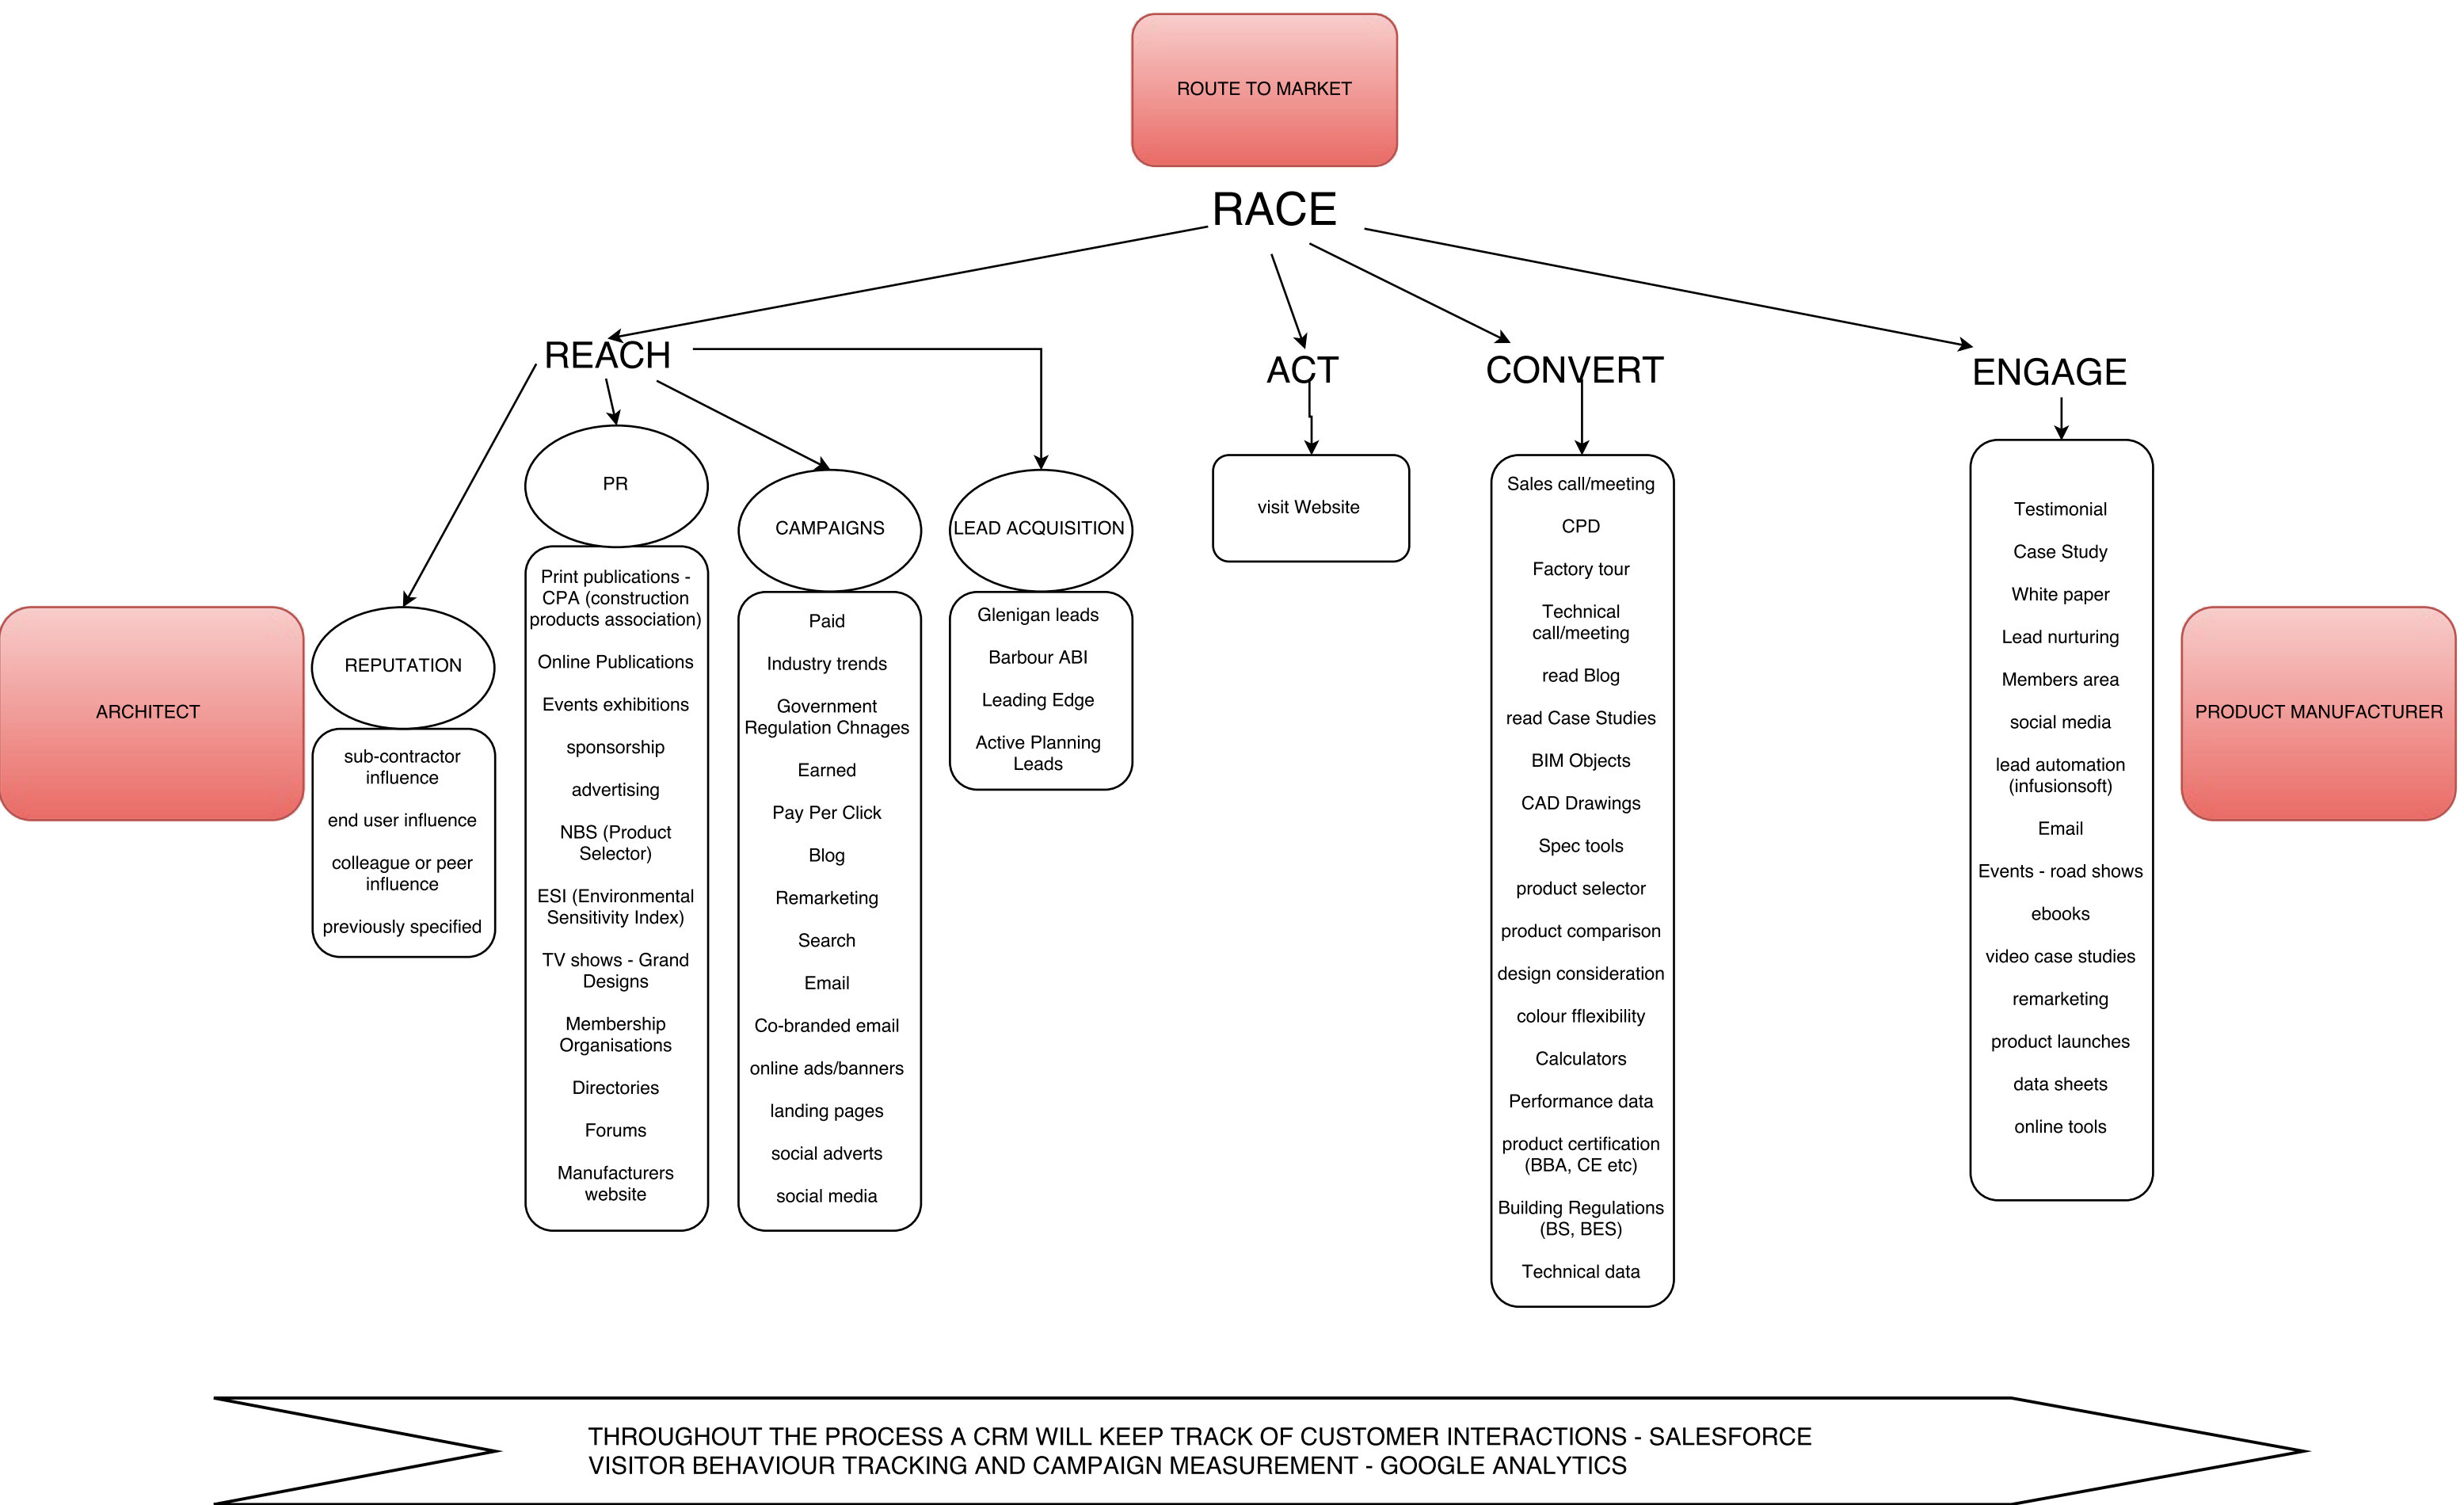 ROUTE TO MARKET
RACE
REACH
ACT
CONVERT
ENGAGE
ARCHITECT
REPUTATION
sub-contractor
influence
end user influence
colleague or peer
influence
previously specified
PR
Print publications -
CPA (construction
products association)
Online Publications
Events exhibitions
sponsorship
advertising
NBS (Product
Selector)
ESI (Environmental
Sensitivity Index)
TV shows - Grand
Designs
Membership
Organisations
Directories
Forums
Manufacturers
website
CAMPAIGNS
Paid
Industry trends
Government
Regulation Chnages
Earned
Pay Per Click
Blog
Remarketing
Search
Email
Co-branded email
online ads/banners
landing pages
social adverts
social media
LEAD ACQUISITION
Glenigan leads
Barbour ABI
Leading Edge
Active Planning
Leads
visit Website
Sales call/meeting
CPD
Factory tour
Technical
call/meeting
read Blog
read Case Studies
BIM Objects
CAD Drawings
Spec tools
product selector
product comparison
design consideration
colour fflexibility
Calculators
Performance data
product certification
(BBA, CE etc)
Building Regulations
(BS, BES)
Technical data
Testimonial
Case Study
White paper
Lead nurturing
Members area
social media
lead automation
(infusionsoft)
Email
Events - road shows
ebooks
video case studies
remarketing
product launches
data sheets
online tools
PRODUCT MANUFACTURER
THROUGHOUT THE PROCESS A CRM WILL KEEP TRACK OF CUSTOMER INTERACTIONS - SALESFORCE
VISITOR BEHAVIOUR TRACKING AND CAMPAIGN MEASUREMENT - GOOGLE ANALYTICS